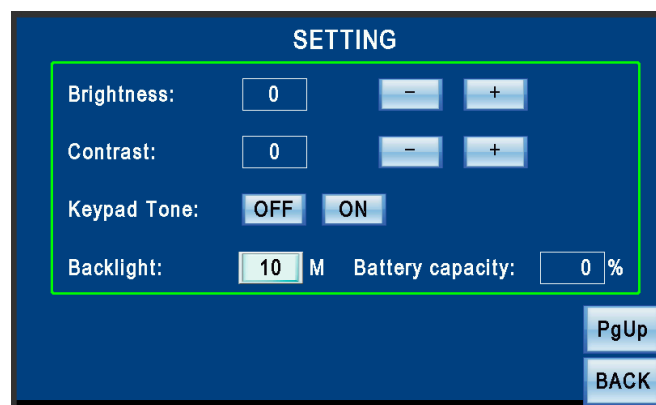 SETTING
Brightness: 0 - +
Contrast: 0 - +
Keypad Tone: OFF ON
Backlight: 10 M Battery capacity: 0 %
PgUp
BACK